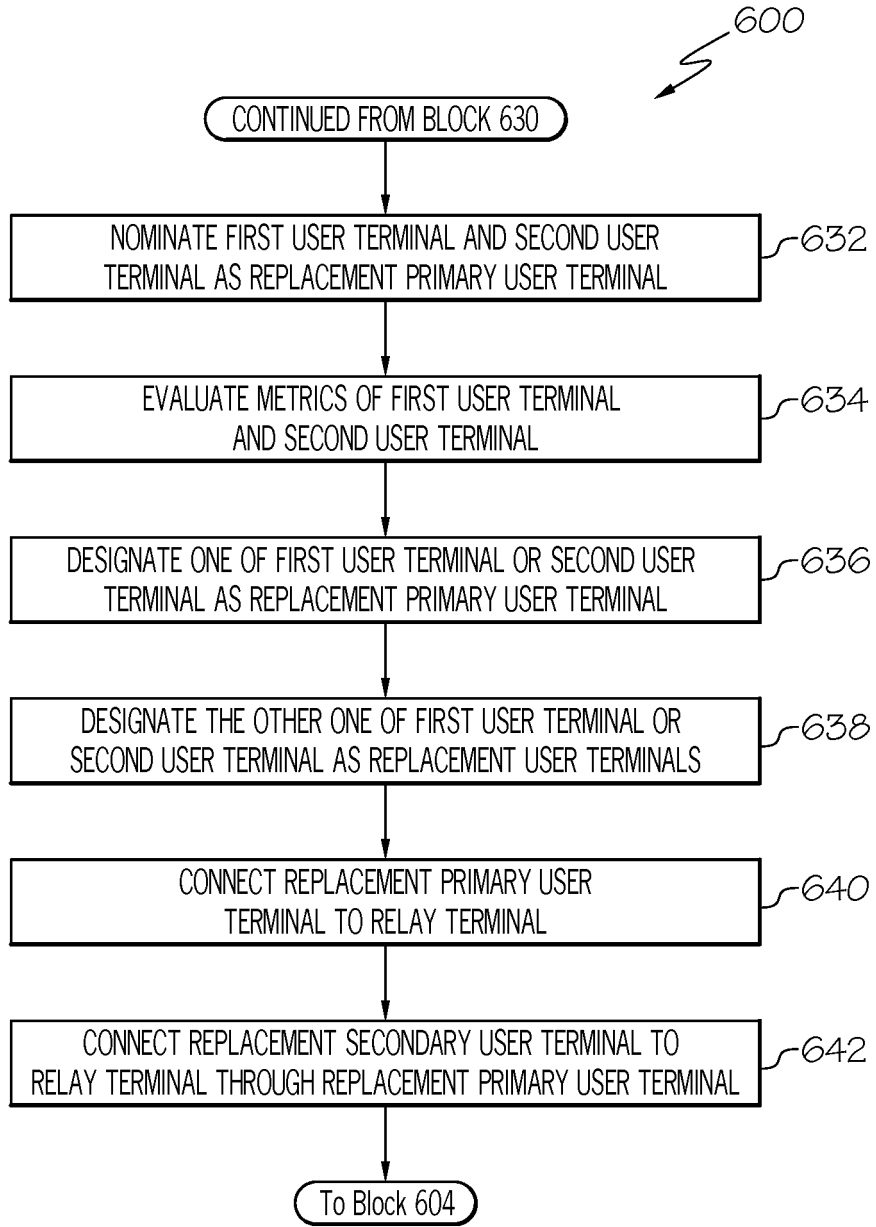 600
CONTINUED FROM BLOCK 630
NOMINATE FIRST USER TERMINAL AND SECOND USER
TERMINAL AS REPLACEMENT PRIMARY USER TERMINAL
632
EVALUATE METRICS OF FIRST USER TERMINAL
AND SECOND USER TERMINAL
634
DESIGNATE ONE OF FIRST USER TERMINAL OR SECOND USER
TERMINAL AS REPLACEMENT PRIMARY USER TERMINAL
636
DESIGNATE THE OTHER ONE OF FIRST USER TERMINAL OR
SECOND USER TERMINAL AS REPLACEMENT USER TERMINALS
638
CONNECT REPLACEMENT PRIMARY USER
TERMINAL TO RELAY TERMINAL
640
CONNECT REPLACEMENT SECONDARY USER TERMINAL TO
RELAY TERMINAL THROUGH REPLACEMENT PRIMARY USER TERMINAL
642
To Block 604